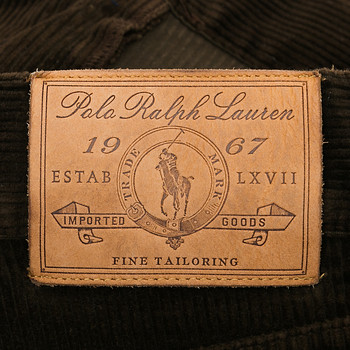 Polo Ralph Lauren
19 67
ESTAB LXVII
TRADE MARK
IMPORTED GOODS
FINE TAILORING